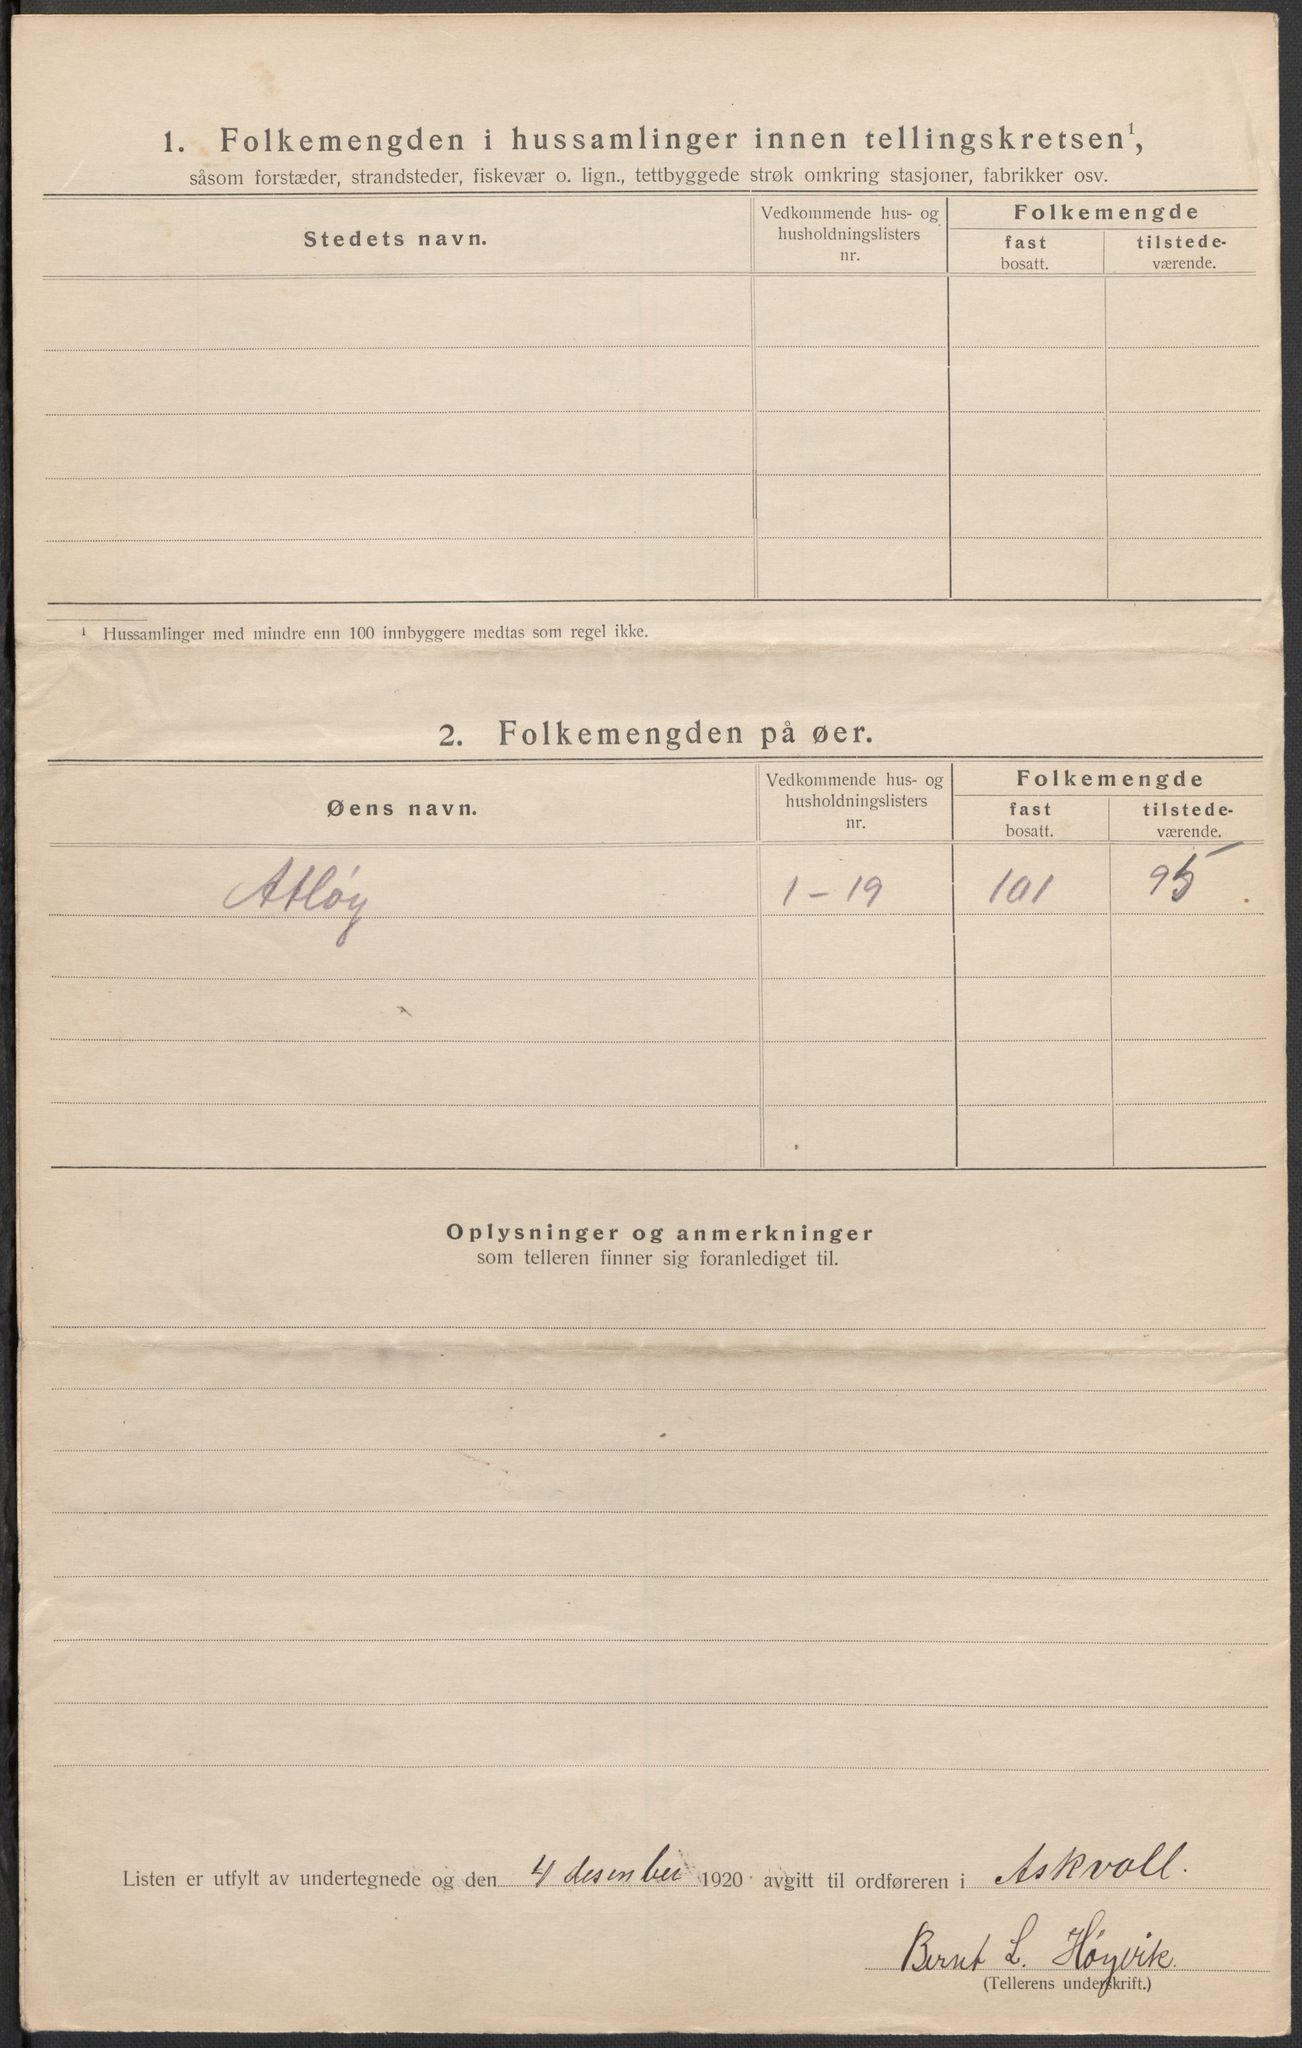 1. Folkemengden i hussamlinger innen tellingskretsen¹,
såsom forstæder, strandsteder, fiskevær o. lign., tettbyggede strøk omkring stasjoner, fabrikker osv.
Stedets navn.
Vedkommende hus- og
husholdningslisters
nr.
Folkemengde
fast
bosatt.
tilstede-
værende.
¹ Hussamlinger med mindre enn 100 innbyggere medtas som regel ikke.
2. Folkemengden på øer.
Øens navn.
Vedkommende hus- og
husholdningslisters
nr.
Folkemengde
fast
bosatt.
tilstede-
værende.
Atløy 1-19 101 95
Oplysninger og anmerkninger
som telleren finner sig foranlediget til.
Listen er utfylt av undertegnede og den 4 desember 1920 avgitt til ordføreren i Askvoll.
Bernt L. Høyvik.
(Tellerens underskrift.)